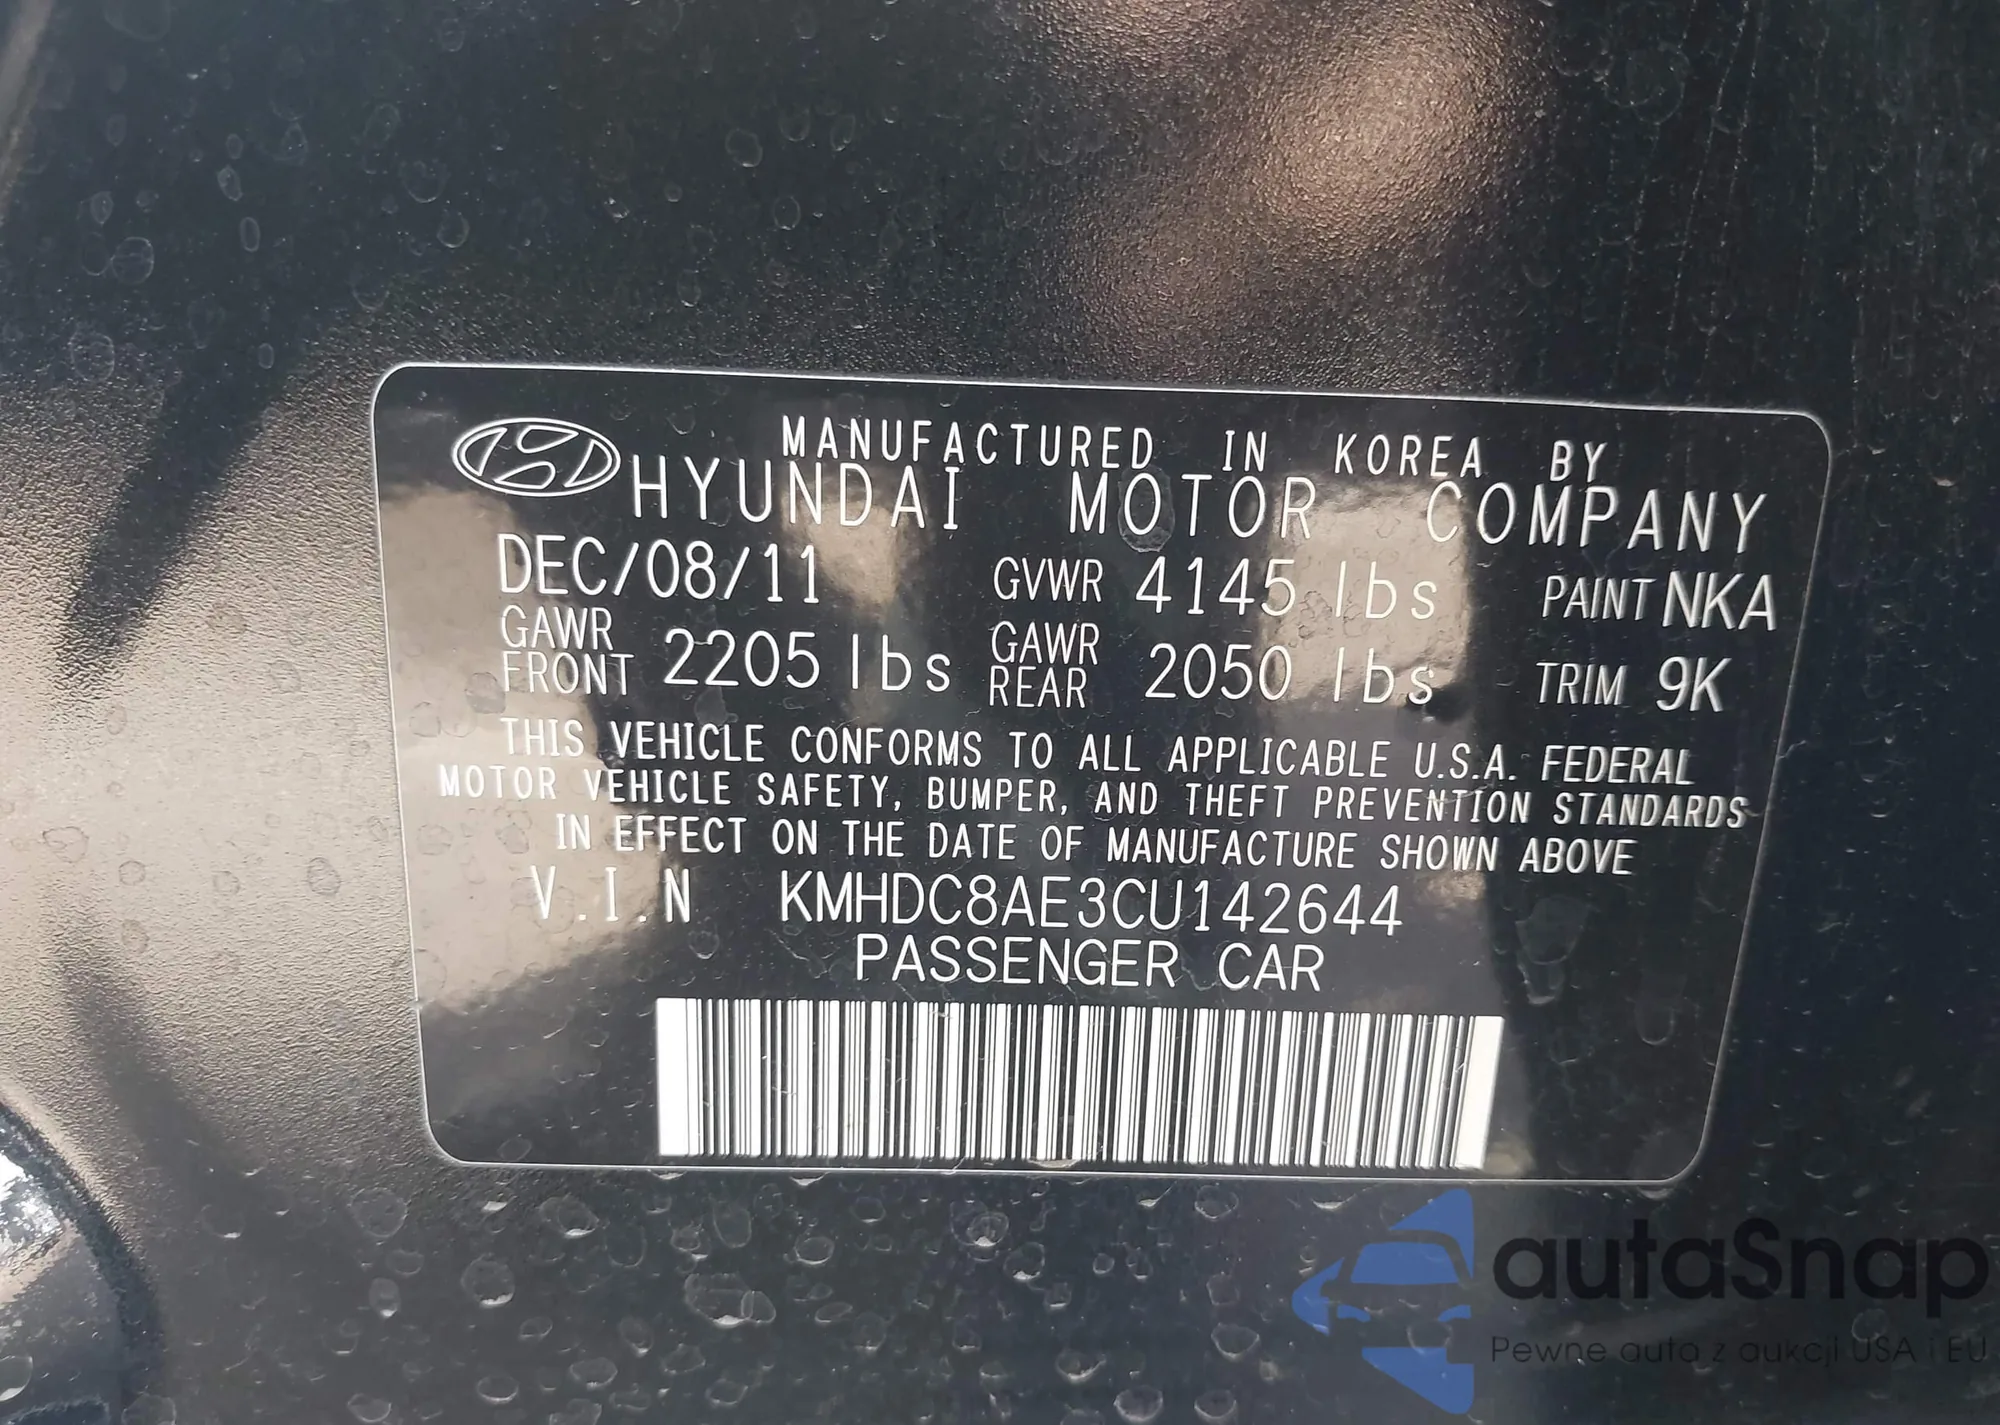 MANUFACTURED IN KOREA BY
HYUNDAI MOTOR COMPANY
DEC/08/11 GVWR 4145 lbs PAINT NKA
GAWR FRONT 2205 lbs GAWR REAR 2050 lbs TRIM 9K
THIS VEHICLE CONFORMS TO ALL APPLICABLE U.S.A. FEDERAL
MOTOR VEHICLE SAFETY, BUMPER, AND THEFT PREVENTION STANDARDS
IN EFFECT ON THE DATE OF MANUFACTURE SHOWN ABOVE
V.I.N KMHDC8AE3CU142644
PASSENGER CAR
autaSnap
Pewne auta z aukcji USA i EU